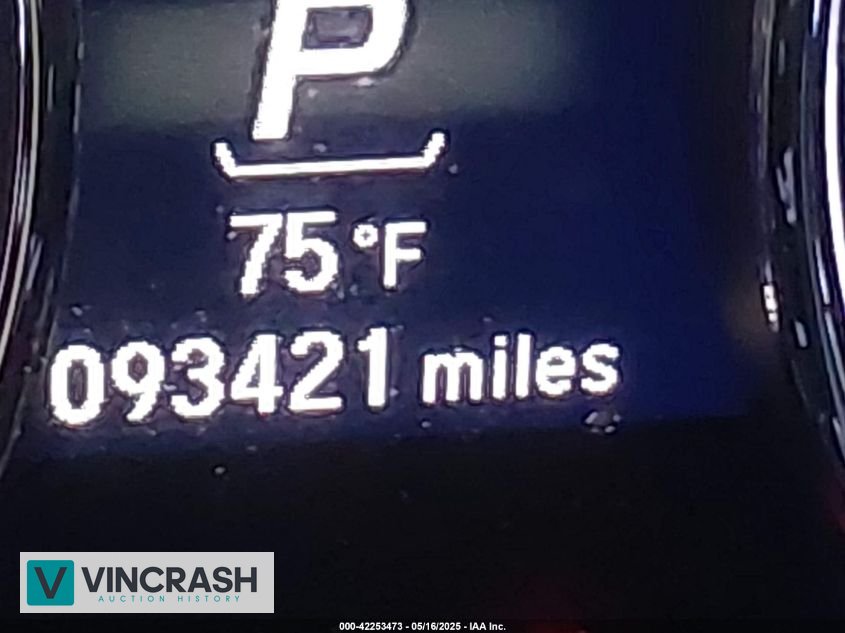 P
75°F
093421 miles
VINCRASH
AUCTION HISTORY
000-42253473 - 05/16/2025 - IAA Inc.